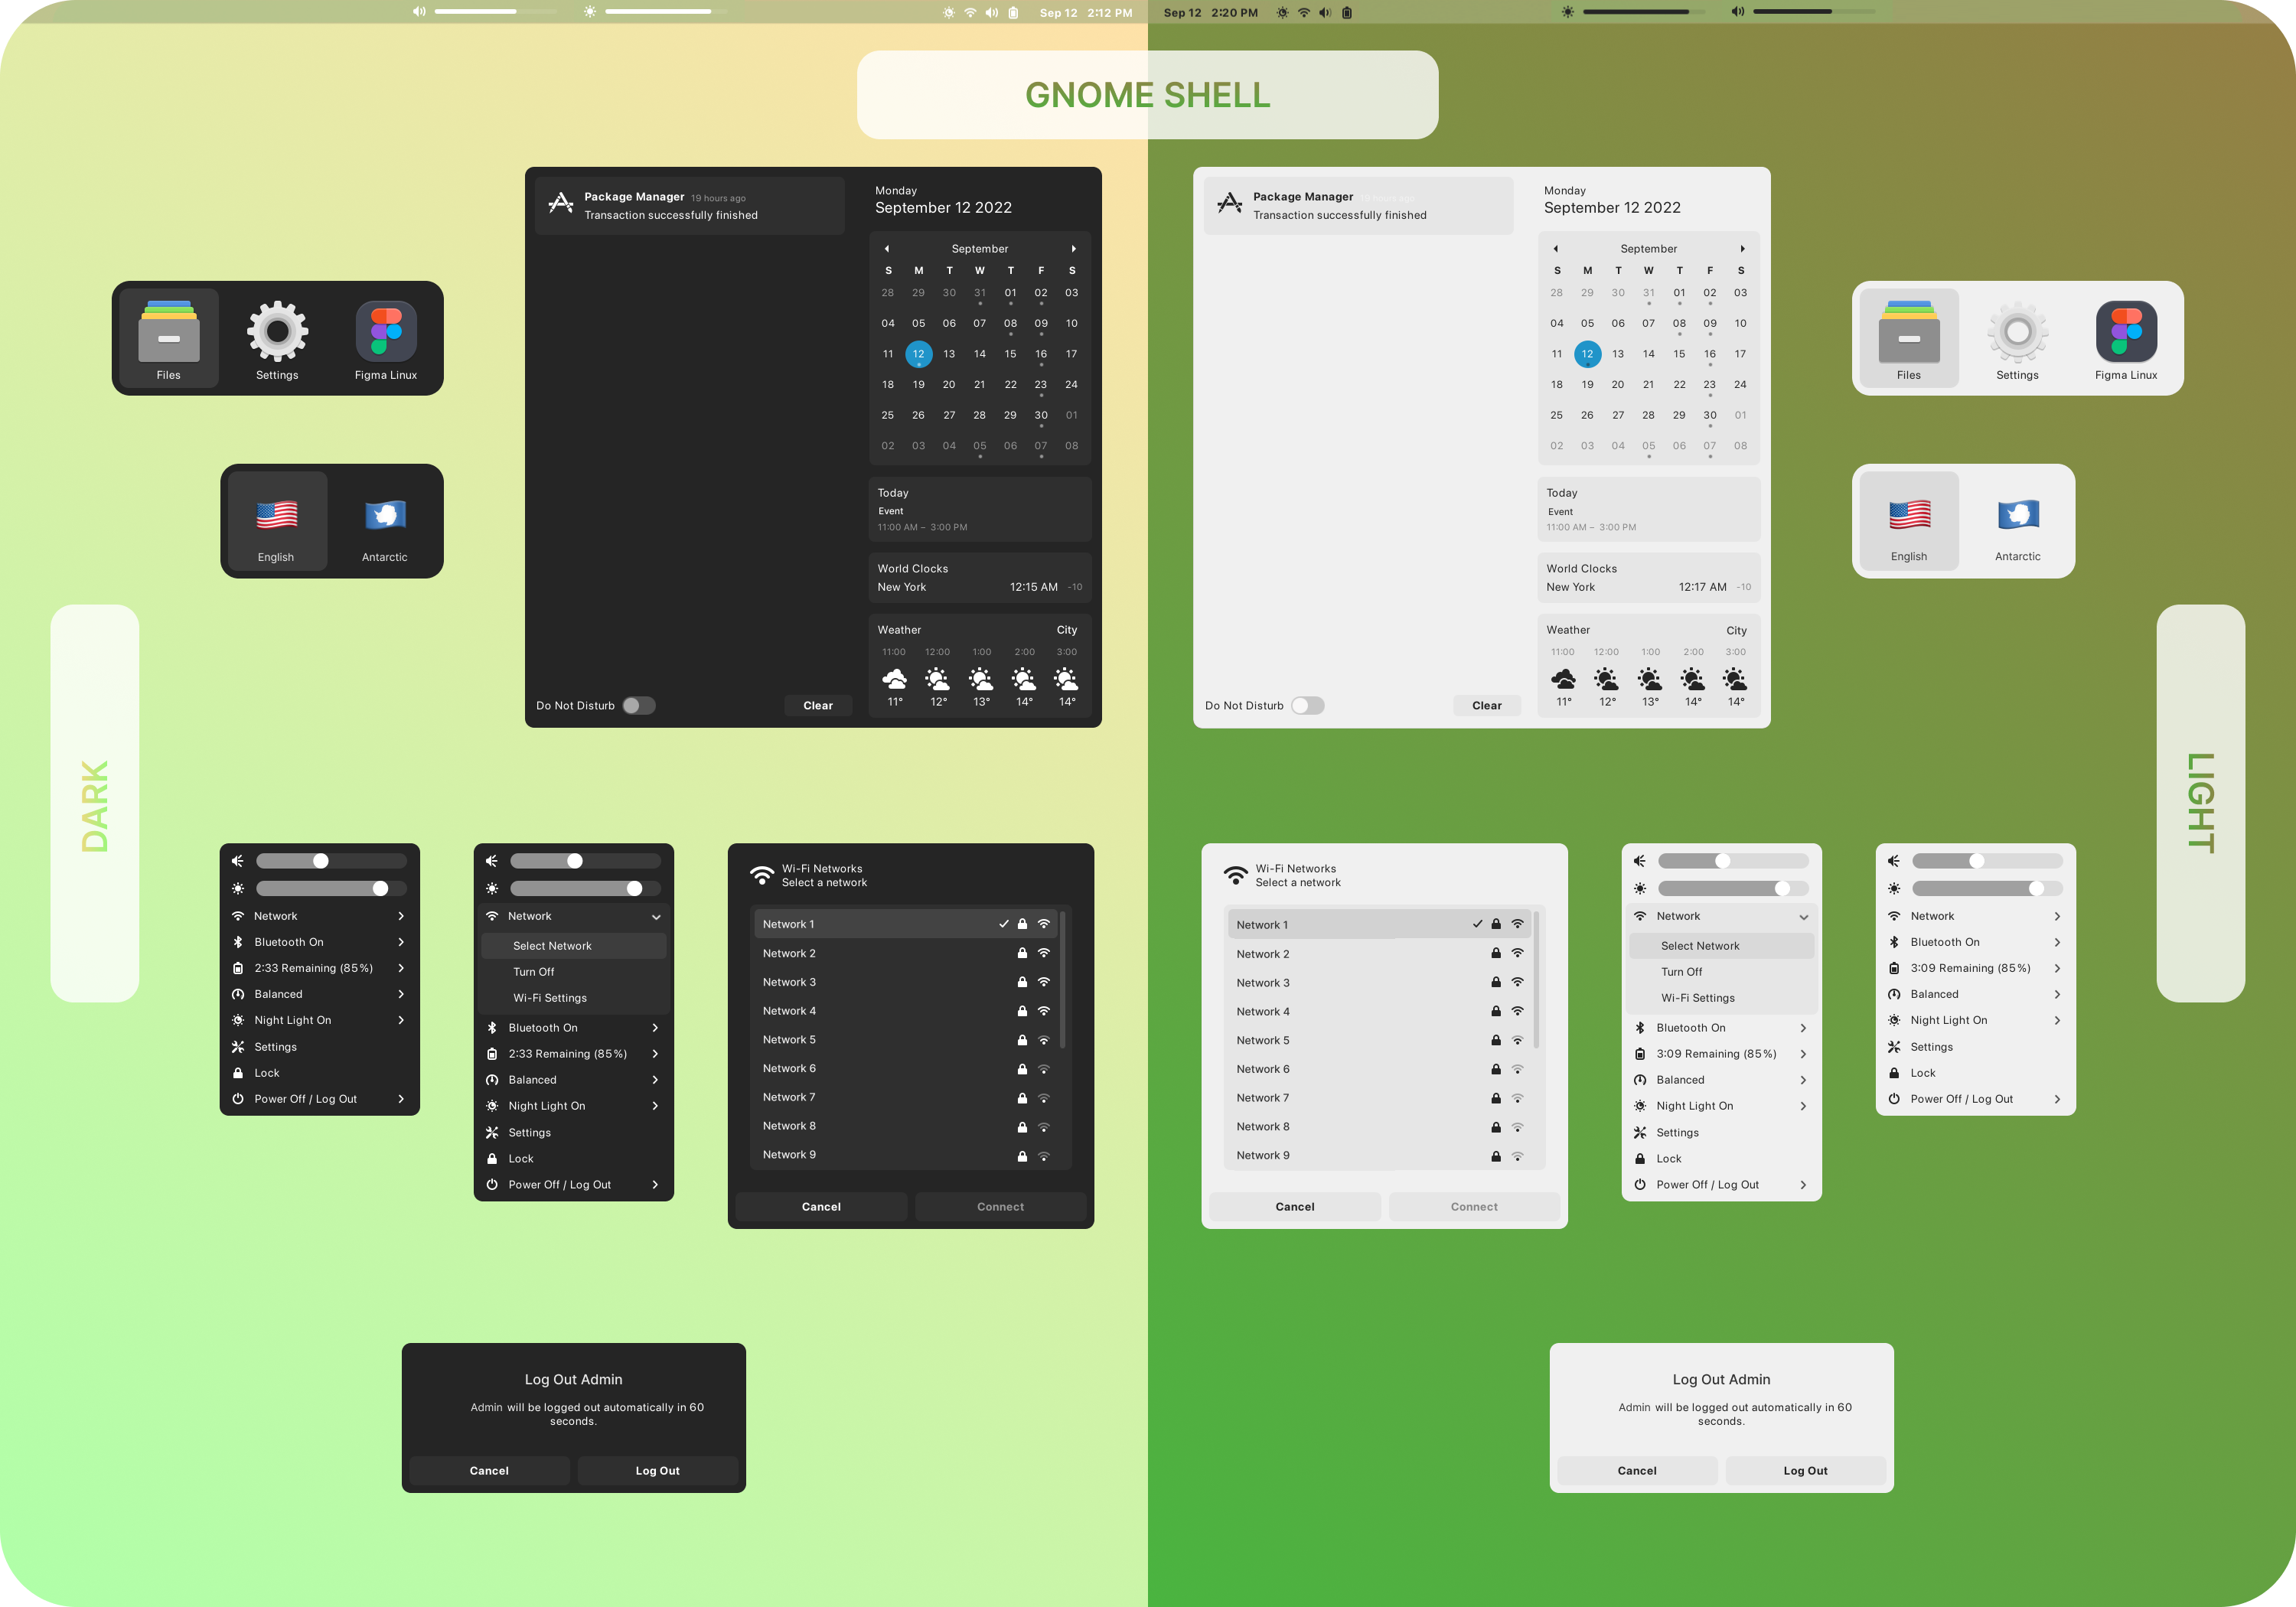 Sep 12 2:12 PM
Sep 12 2:20 PM
GNOME SHELL
DARK
Files
Settings
Figma Linux
English
Antarctic
Package Manager 19 hours ago
Transaction successfully finished
Do Not Disturb
Clear
Monday
September 12 2022
September
S M T W T F S
28 29 30 31 01 02 03
04 05 06 07 08 09 10
11 12 13 14 15 16 17
18 19 20 21 22 23 24
25 26 27 28 29 30 01
02 03 04 05 06 07 08
Today
Event
11:00 AM – 3:00 PM
World Clocks
New York 12:15 AM -10
Weather City
11:00 12:00 1:00 2:00 3:00
11° 12° 13° 14° 14°
Network
Bluetooth On
2:33 Remaining (85%)
Balanced
Night Light On
Settings
Lock
Power Off / Log Out
Network
Select Network
Turn Off
Wi-Fi Settings
Bluetooth On
2:33 Remaining (85%)
Balanced
Night Light On
Settings
Lock
Power Off / Log Out
Wi-Fi Networks
Select a network
Network 1
Network 2
Network 3
Network 4
Network 5
Network 6
Network 7
Network 8
Network 9
Cancel
Connect
Log Out Admin
Admin will be logged out automatically in 60
seconds.
Cancel
Log Out
Package Manager 19 hours ago
Transaction successfully finished
Do Not Disturb
Clear
Monday
September 12 2022
September
S M T W T F S
28 29 30 31 01 02 03
04 05 06 07 08 09 10
11 12 13 14 15 16 17
18 19 20 21 22 23 24
25 26 27 28 29 30 01
02 03 04 05 06 07 08
Today
Event
11:00 AM – 3:00 PM
World Clocks
New York 12:17 AM -10
Weather City
11:00 12:00 1:00 2:00 3:00
11° 12° 13° 14° 14°
Files
Settings
Figma Linux
English
Antarctic
LIGHT
Wi-Fi Networks
Select a network
Network 1
Network 2
Network 3
Network 4
Network 5
Network 6
Network 7
Network 8
Network 9
Cancel
Connect
Network
Select Network
Turn Off
Wi-Fi Settings
Bluetooth On
3:09 Remaining (85%)
Balanced
Night Light On
Settings
Lock
Power Off / Log Out
Network
Bluetooth On
3:09 Remaining (85%)
Balanced
Night Light On
Settings
Lock
Power Off / Log Out
Log Out Admin
Admin will be logged out automatically in 60
seconds.
Cancel
Log Out